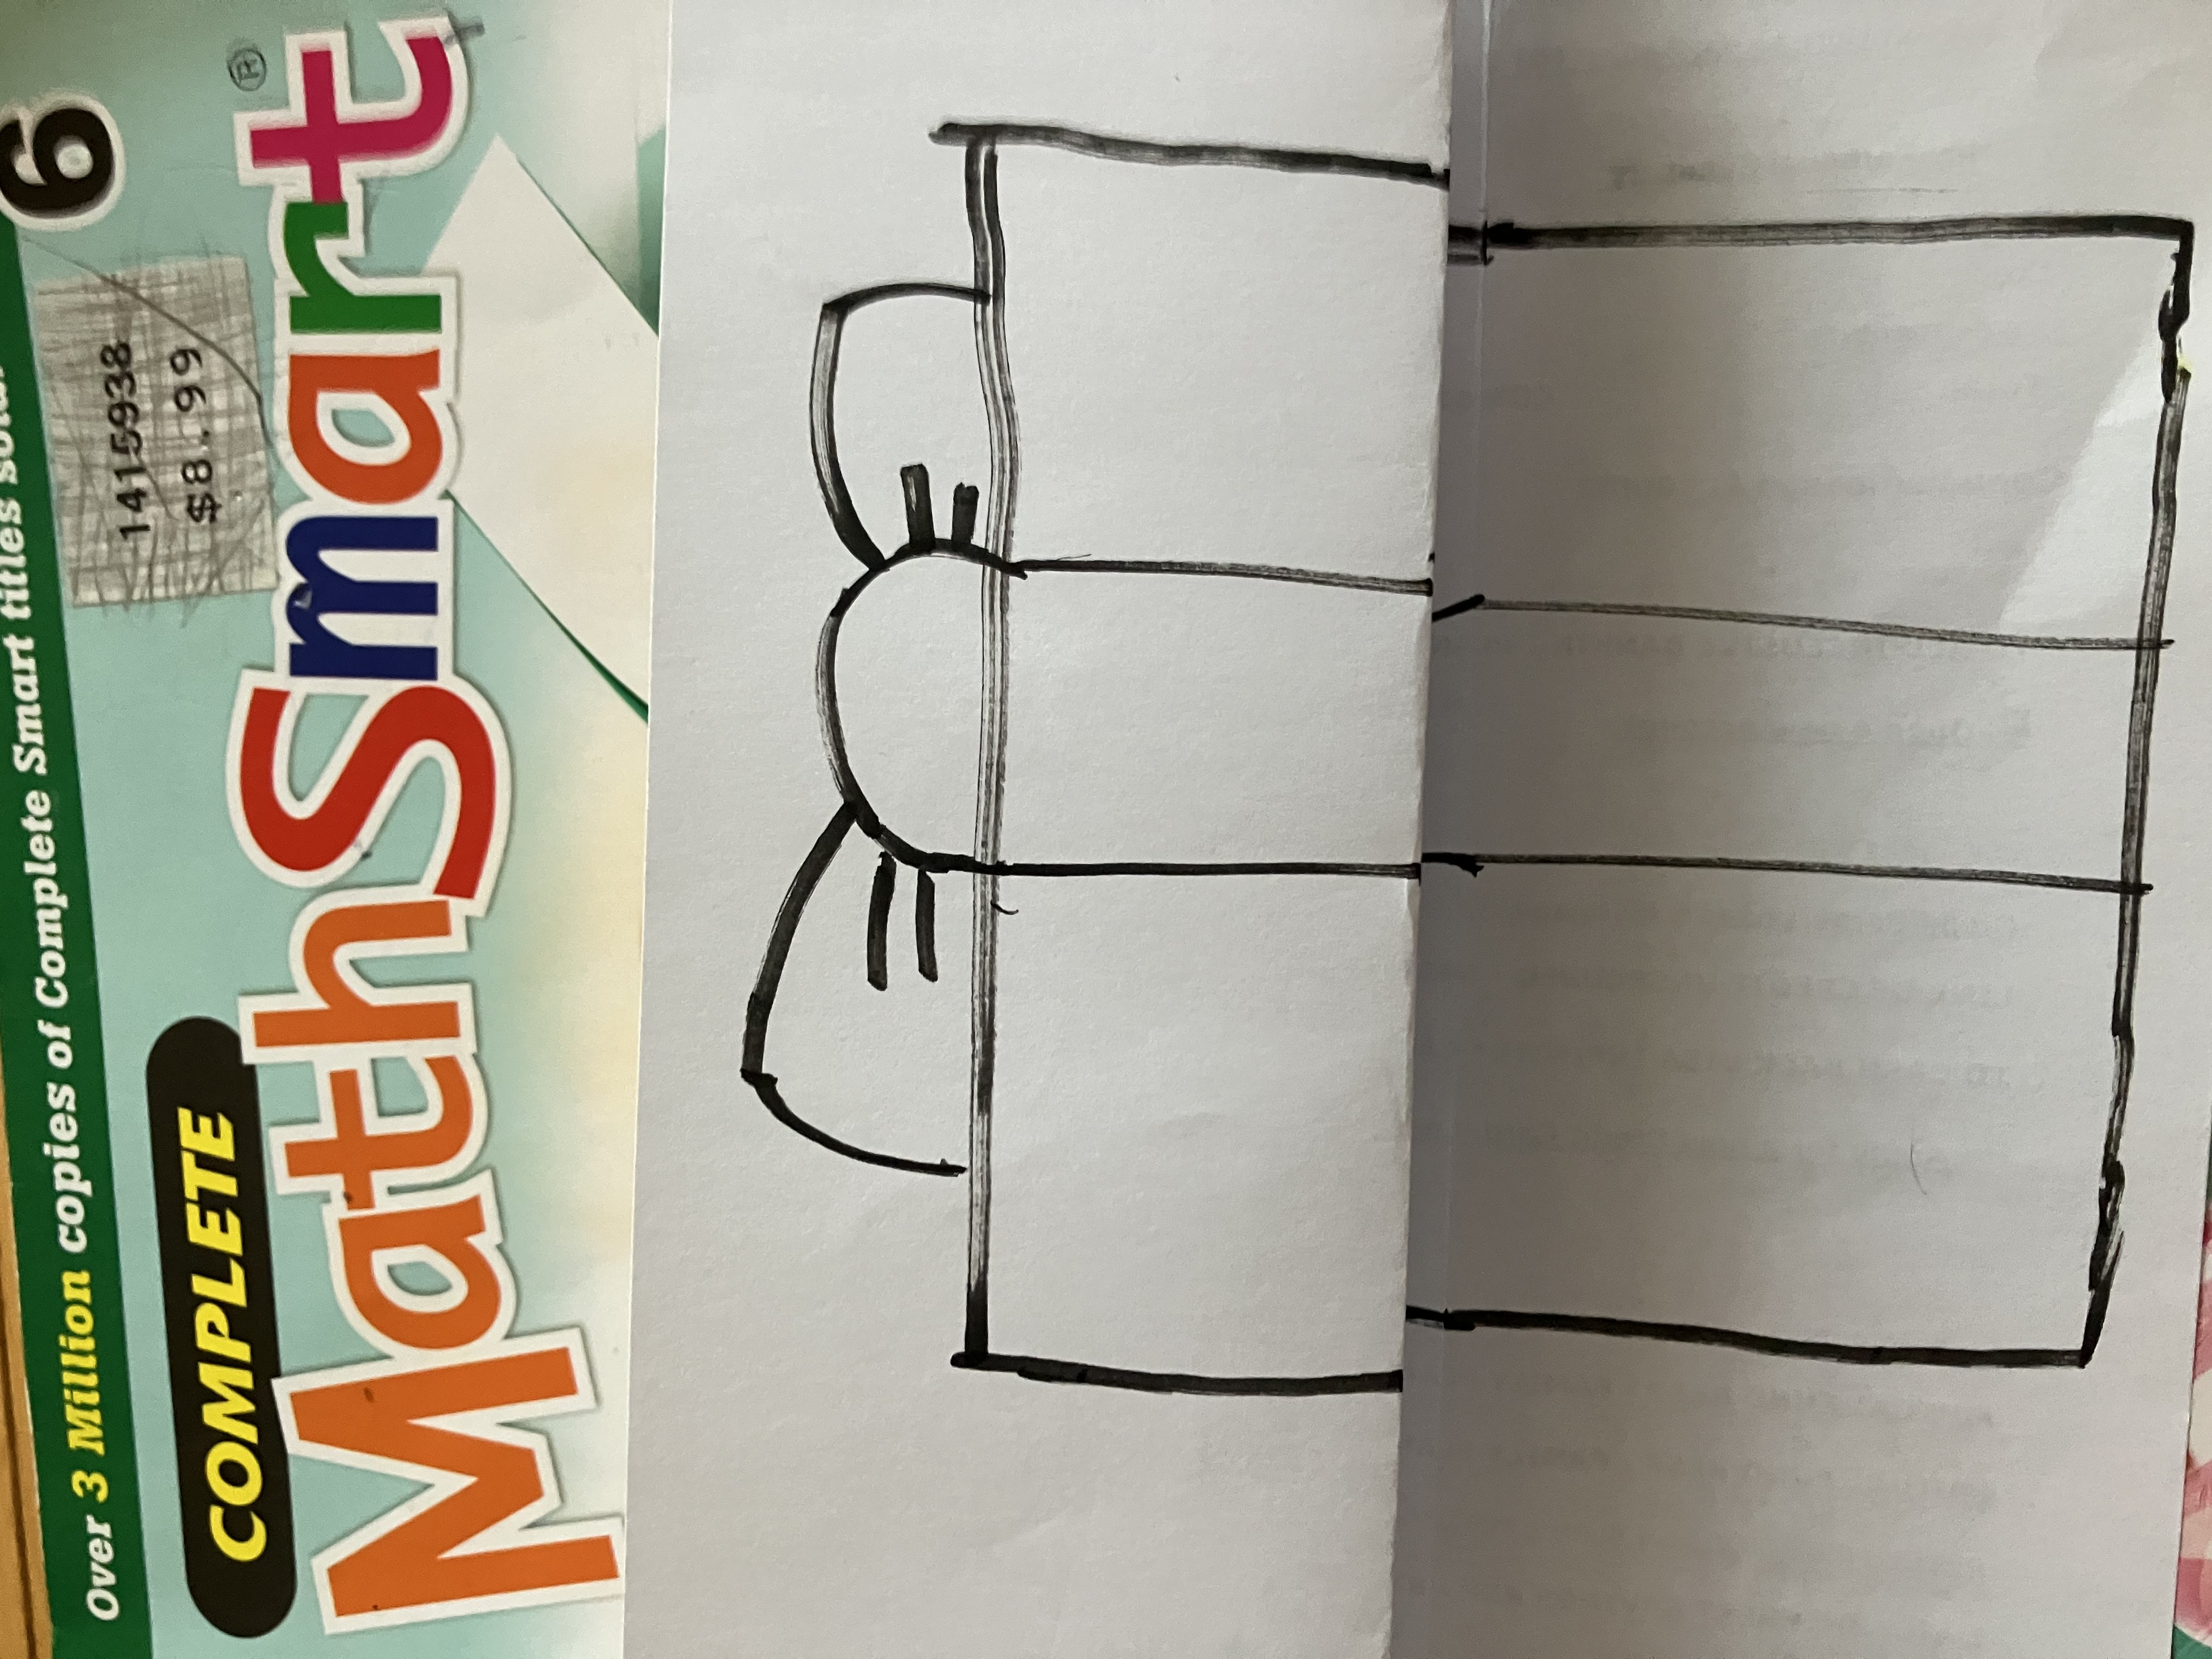 Over 3 Million copies of Complete Smart titles
6
1415938
$8.99
COMPLETE
MathSmart®